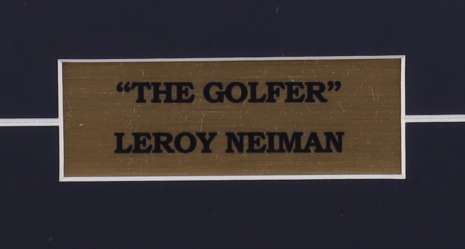 “THE GOLFER”
LEROY NEIMAN